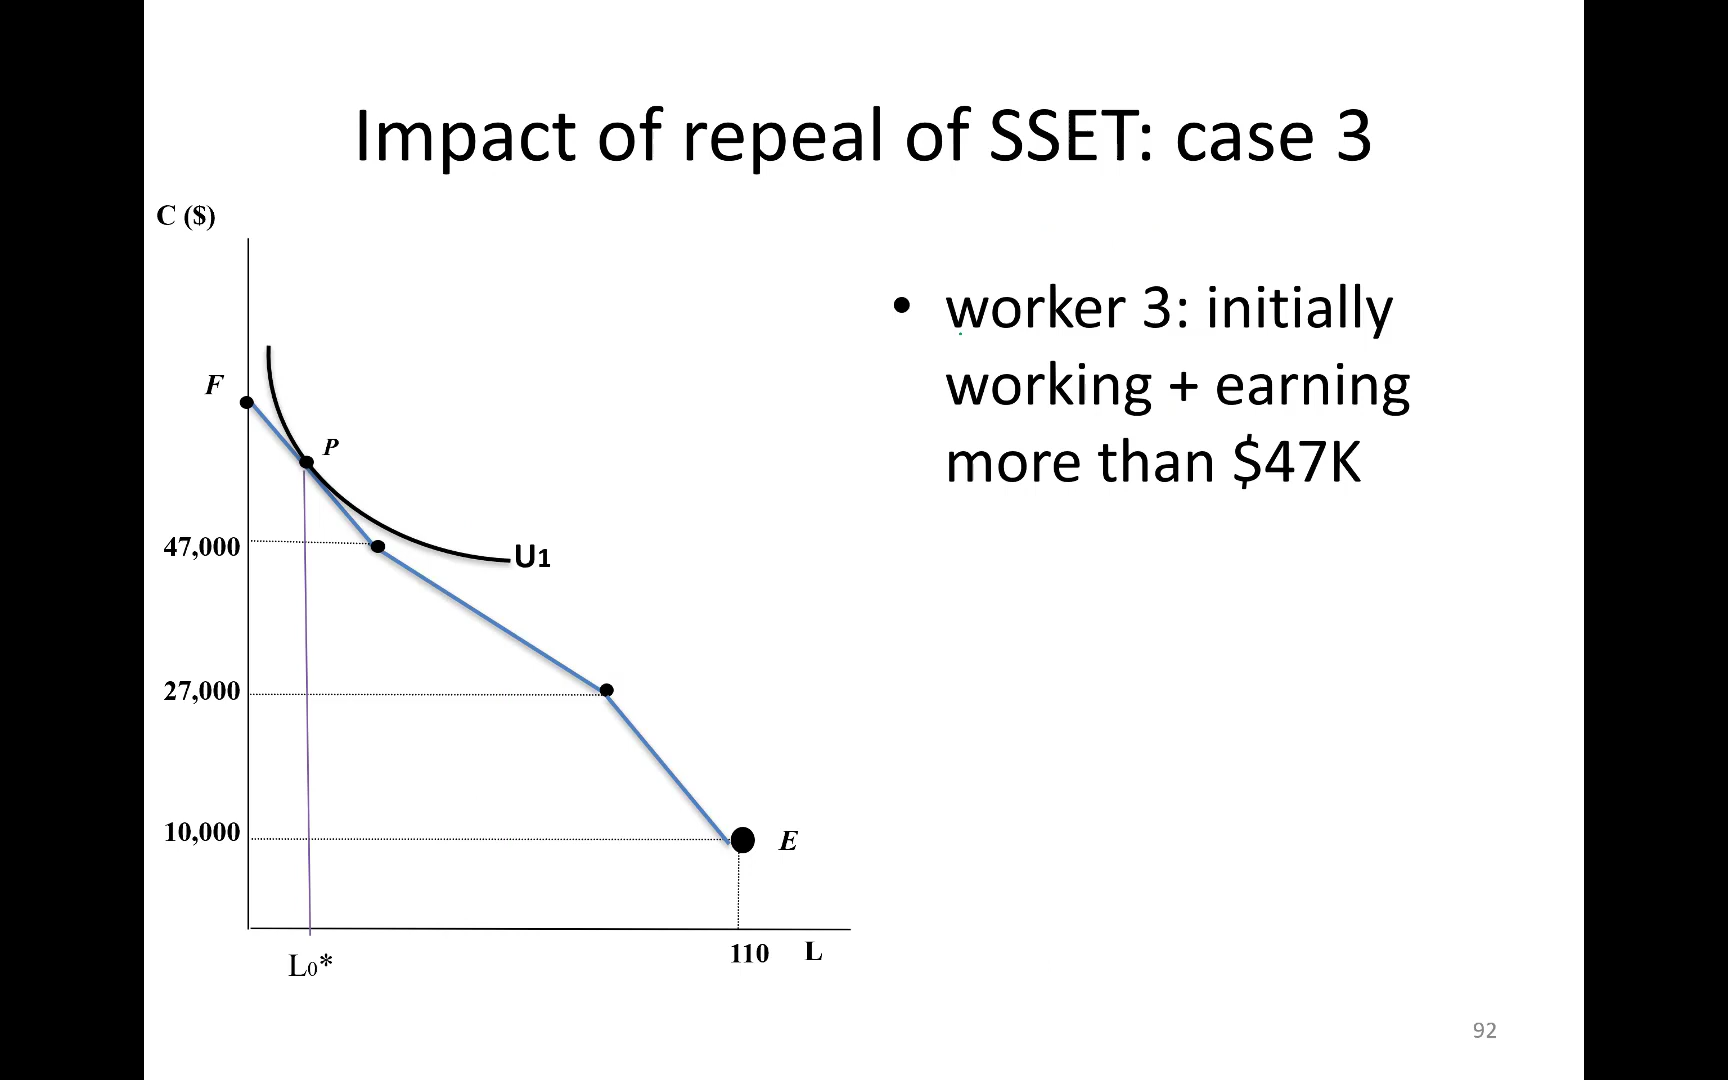 Impact of repeal of SSET: case 3
C ($)
F
P
47,000
U1
27,000
10,000
E
110
L
L0*
• worker 3: initially
working + earning
more than $47K
92